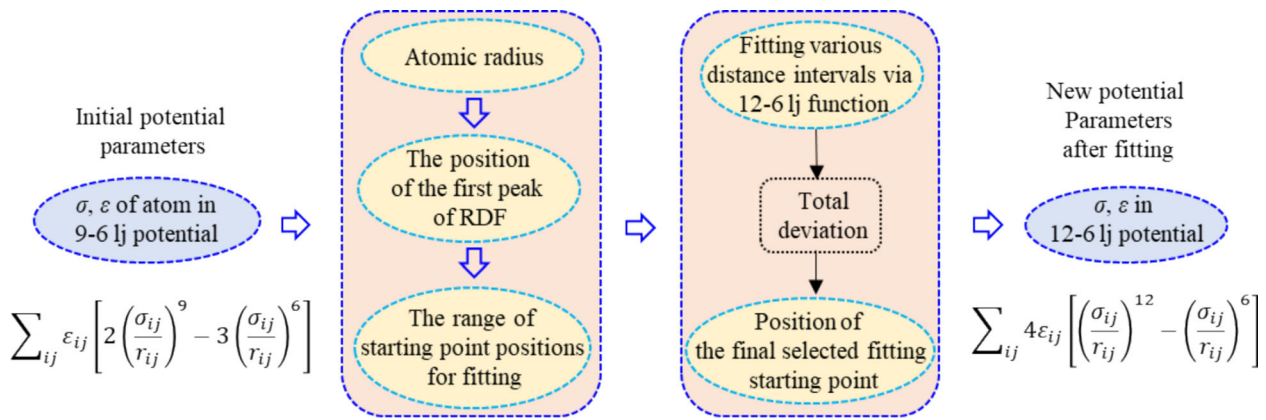 Initial potential
parameters
σ, ε of atom in
9-6 lj potential
∑ij εij [2(σij/rij)^9 − 3(σij/rij)^6]
Atomic radius
The position
of the first peak
of RDF
The range of
starting point positions
for fitting
Fitting various
distance intervals via
12-6 lj function
Total
deviation
Position of
the final selected fitting
starting point
New potential
Parameters
after fitting
σ, ε in
12-6 lj potential
∑ij 4εij [(σij/rij)^12 − (σij/rij)^6]